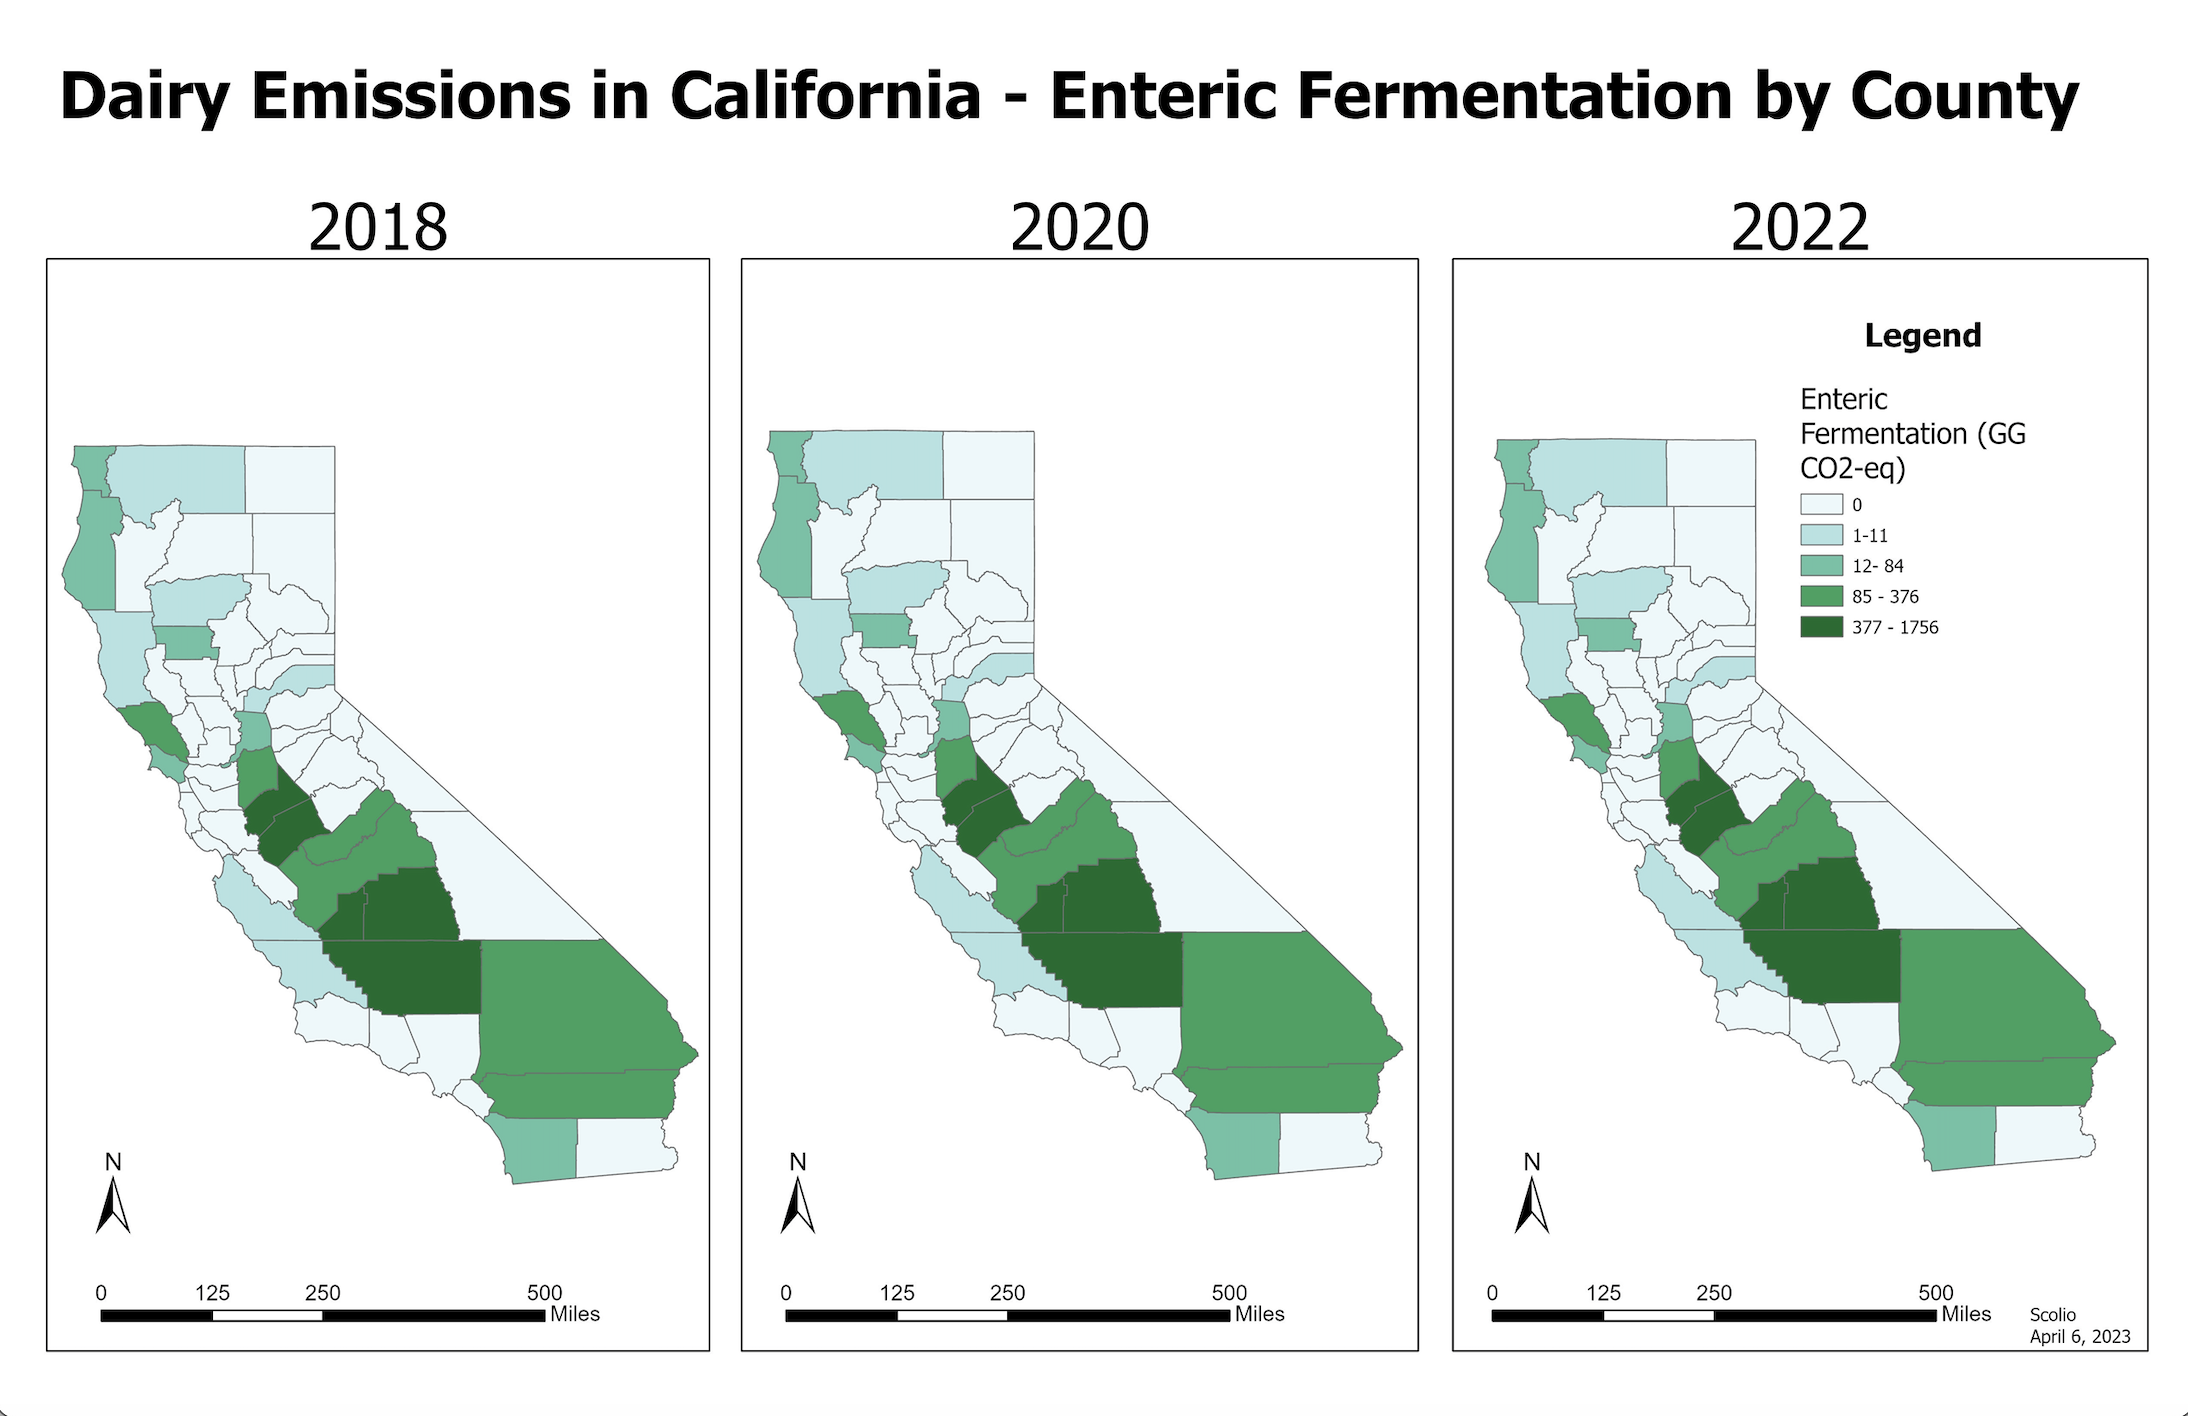 Dairy Emissions in California - Enteric Fermentation by County
2018
2020
2022
Legend
Enteric
Fermentation (GG
CO2-eq)
0
1-11
12- 84
85 - 376
377 - 1756
N
N
N
0 125 250 500
Miles
0 125 250 500
Miles
0 125 250 500
Miles
Scolio
April 6, 2023